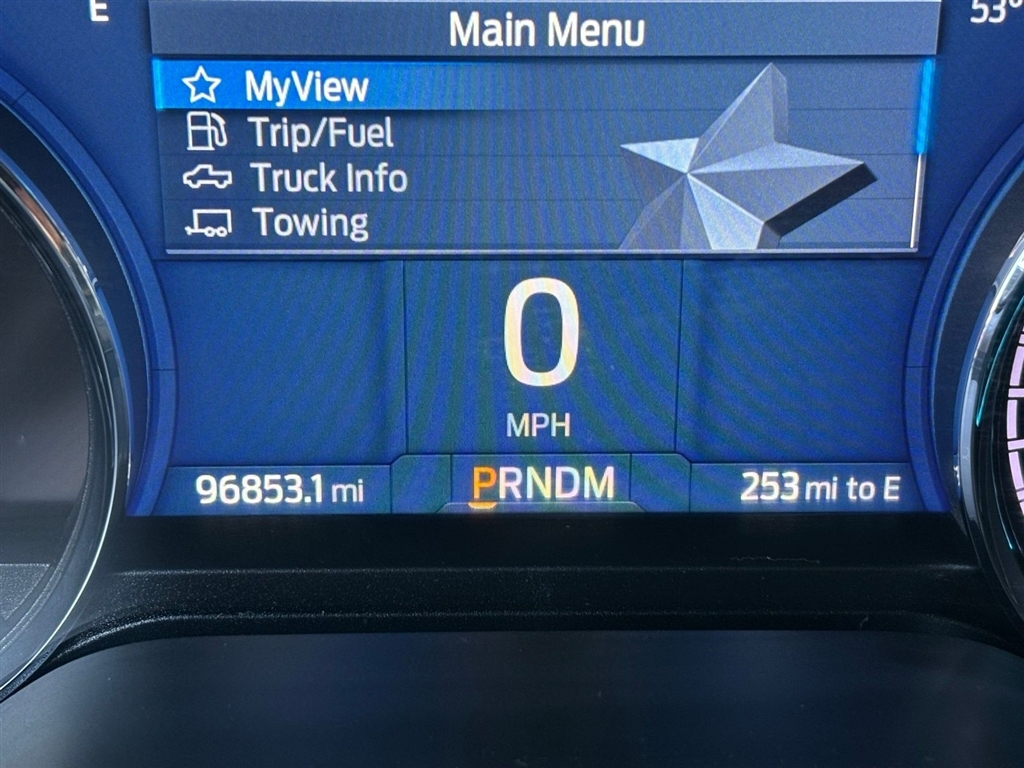 E
53°
Main Menu
MyView
Trip/Fuel
Truck Info
Towing
0
MPH
96853.1 mi
PRNDM
253 mi to E